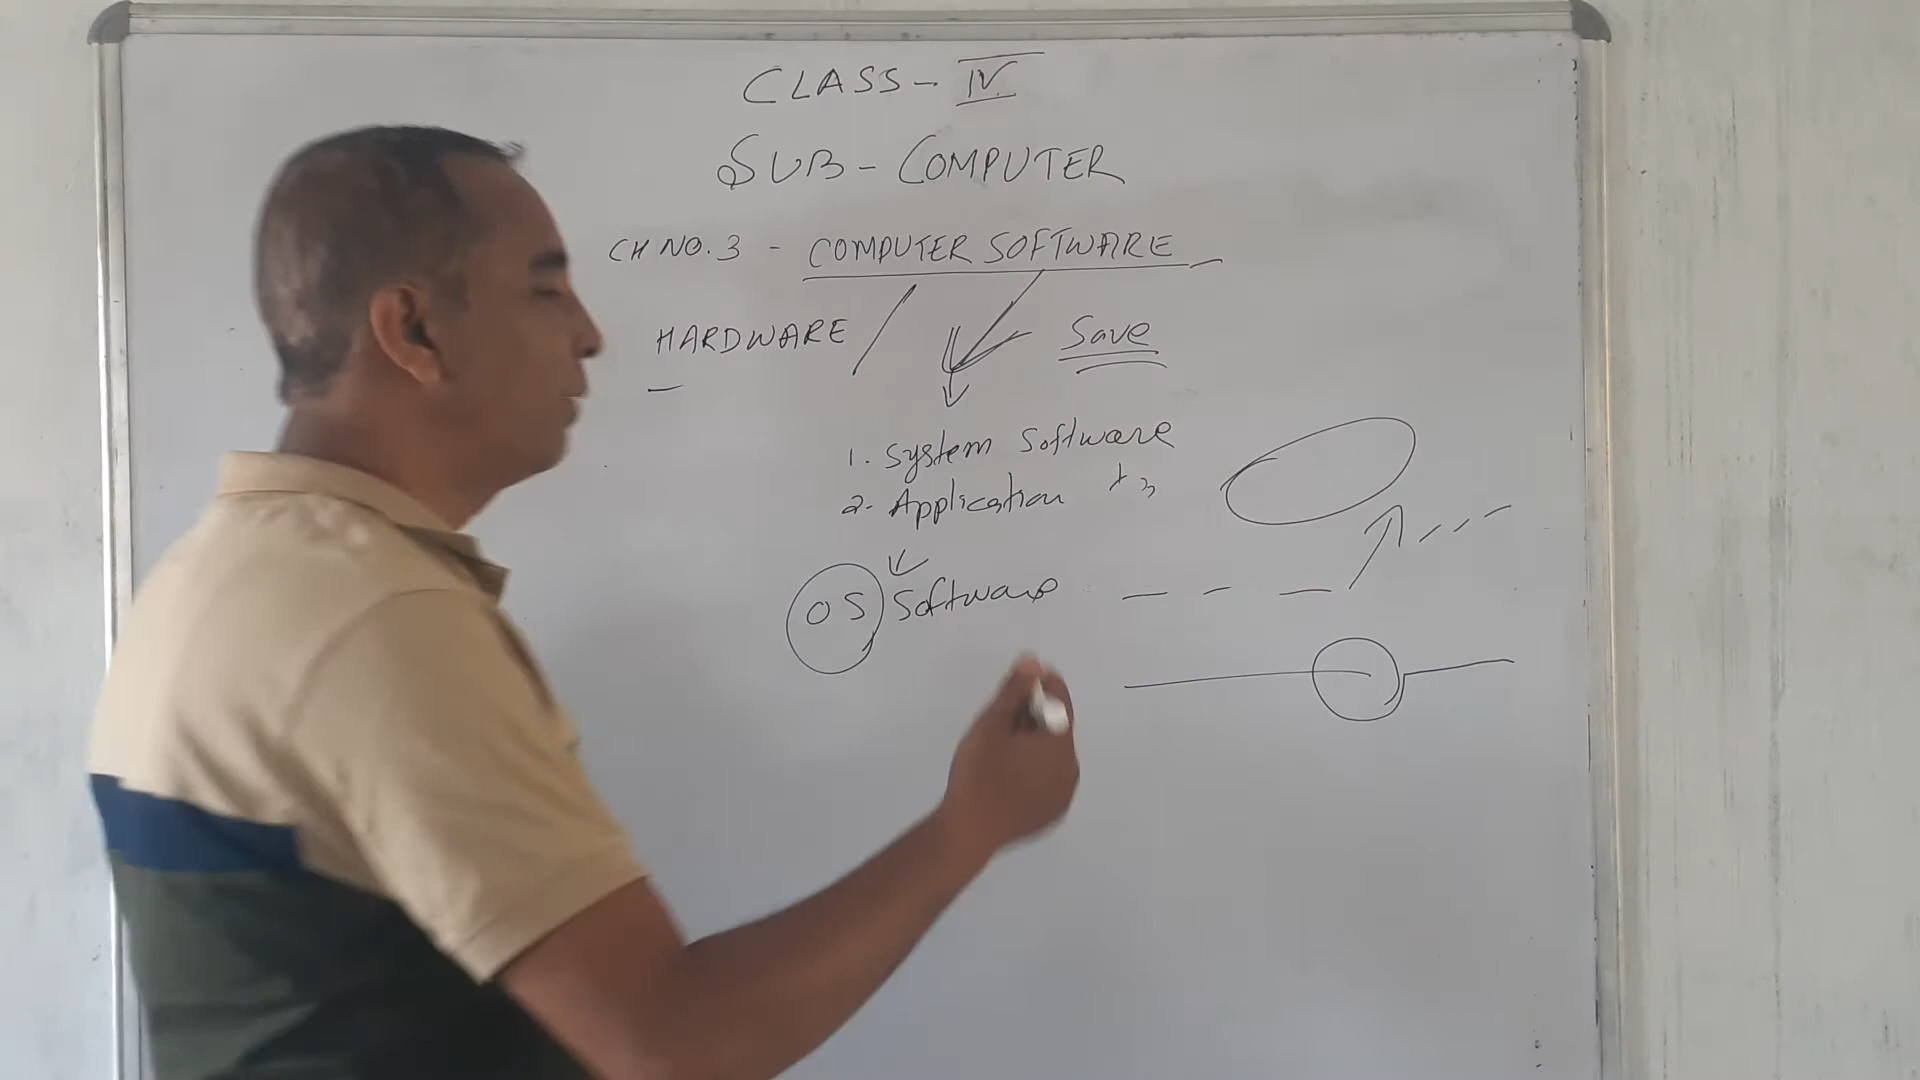 CLASS - IV
SUB - COMPUTER
CH NO. 3 - COMPUTER SOFTWARE
HARDWARE
Save
1. System Software
2. Application
OS Software